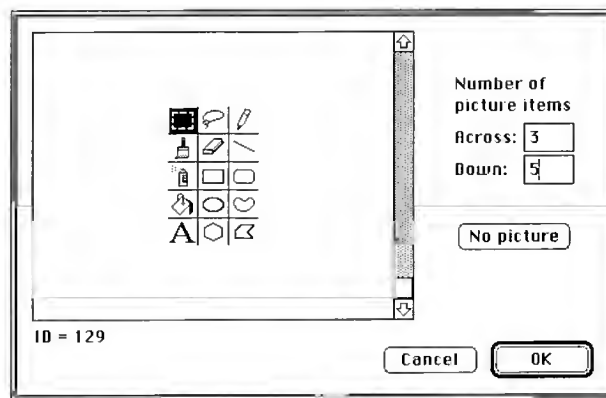 Number of
picture items
Across: 3
Down: 5
A
No picture
ID = 129
Cancel
OK